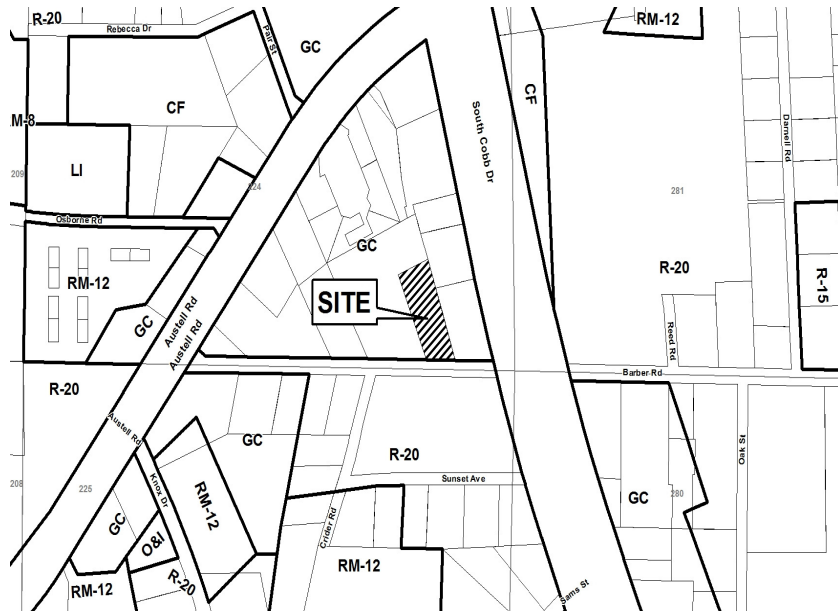 R-20
Rebecca Dr
Pair St
GC
RM-12
CF
CF
South Cobb Dr
Darnell Rd
M-8
LI
209
224
281
Osborne Rd
GC
R-20
R-15
RM-12
SITE
GC
Austell Rd
Austell Rd
Reed Rd
Barber Rd
R-20
Austell Rd
GC
R-20
Oak St
208
225
Knox Dr
RM-12
Sunset Ave
GC
280
GC
O&I
Crider Rd
RM-12
R-20
RM-12
Sams St